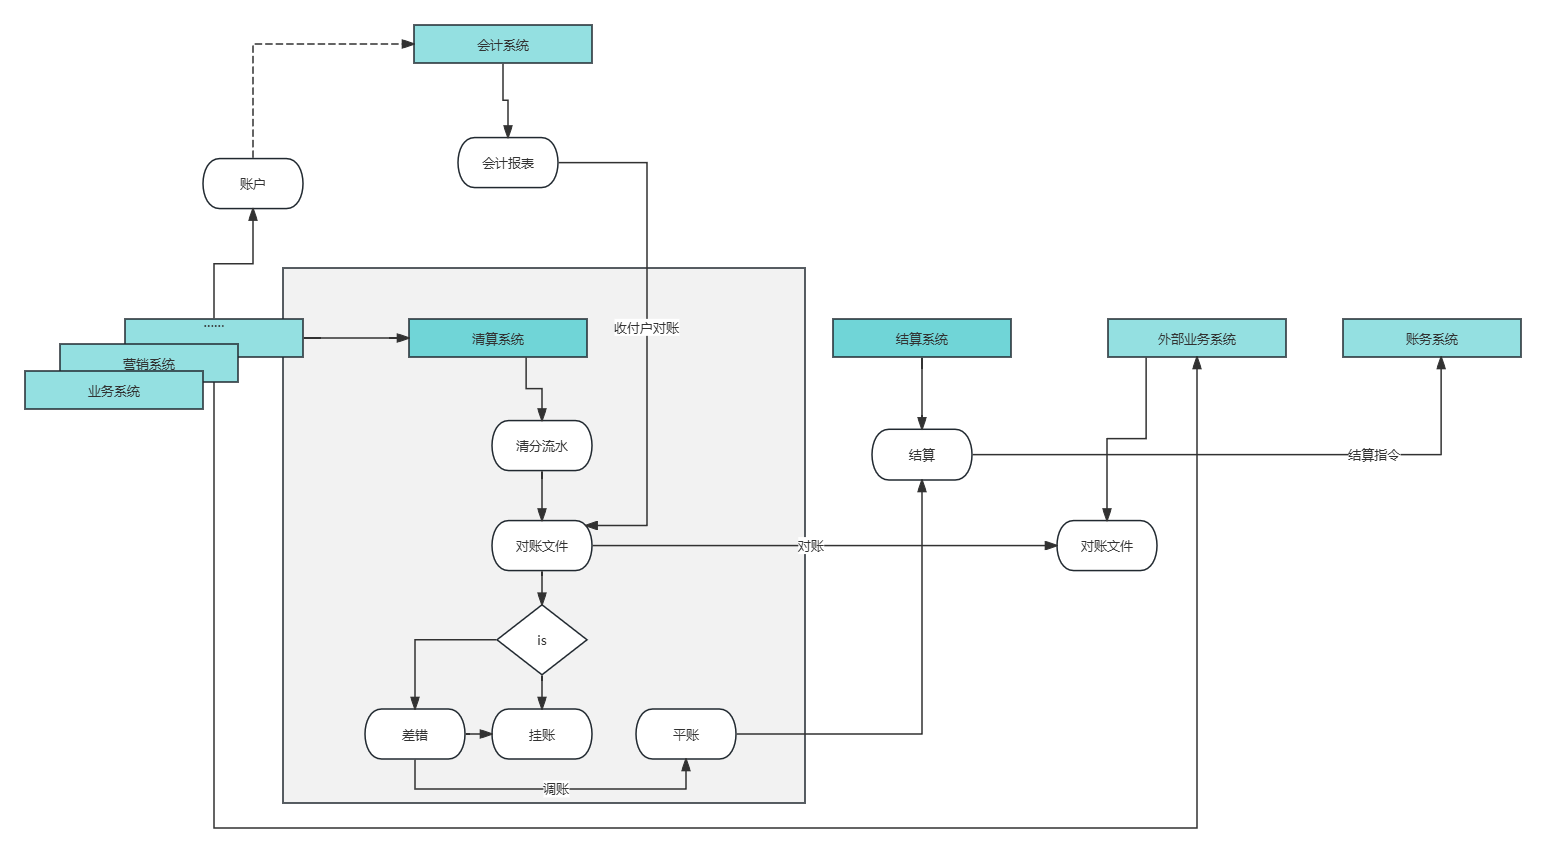 会计系统
会计报表
账户
收付户对账
......
营销系统
业务系统
清算系统
结算系统
外部业务系统
账务系统
清分流水
结算
结算指令
对账文件
对账
对账文件
is
差错
挂账
平账
调账